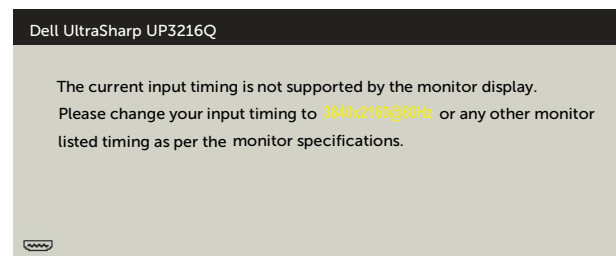 Dell UltraSharp UP3216Q
The current input timing is not supported by the monitor display.
Please change your input timing to 3840x2160@60Hz or any other monitor
listed timing as per the monitor specifications.